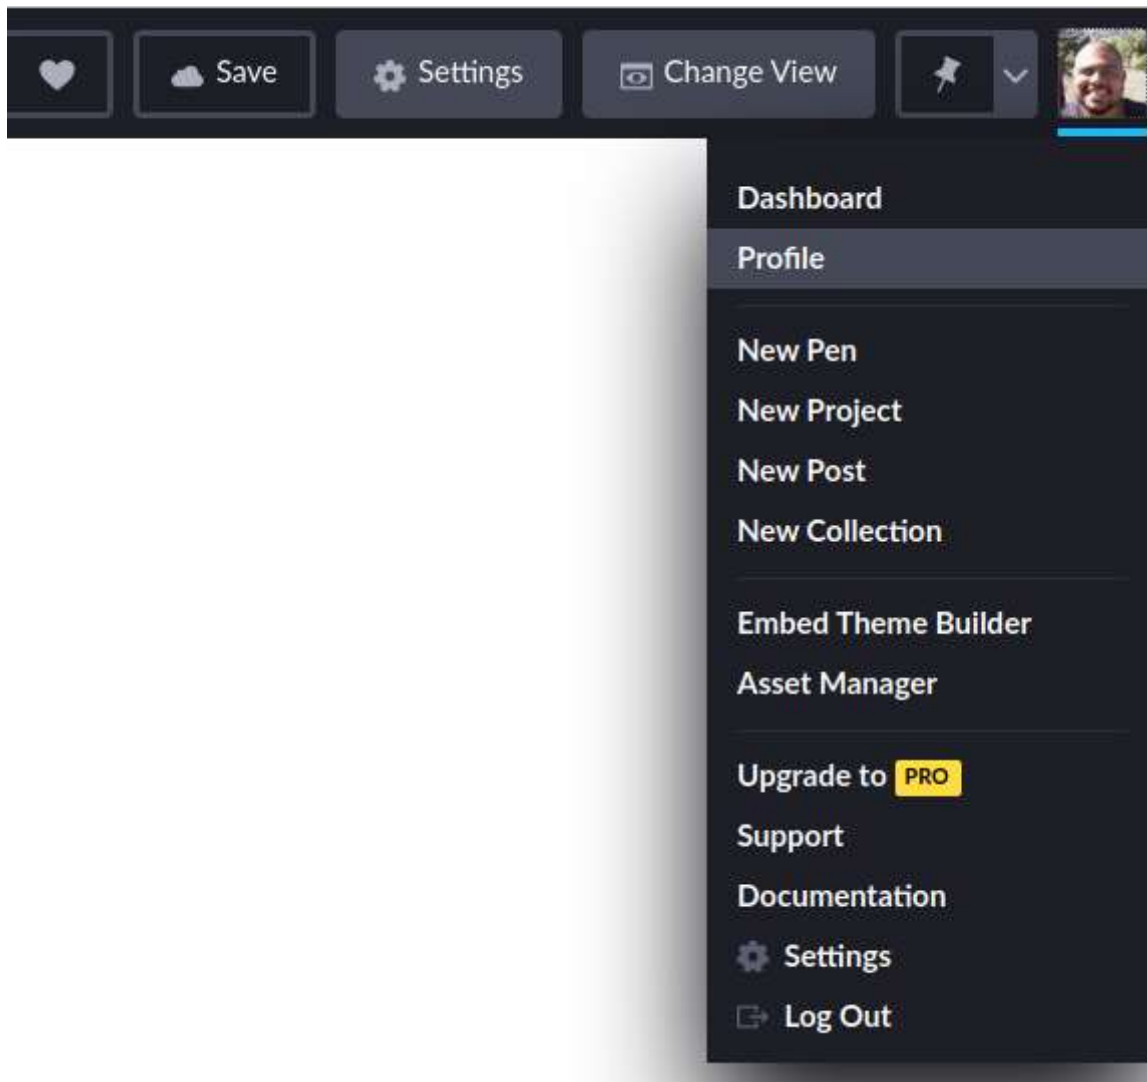 Save
Settings
Change View
Dashboard
Profile
New Pen
New Project
New Post
New Collection
Embed Theme Builder
Asset Manager
Upgrade to PRO
Support
Documentation
Settings
Log Out